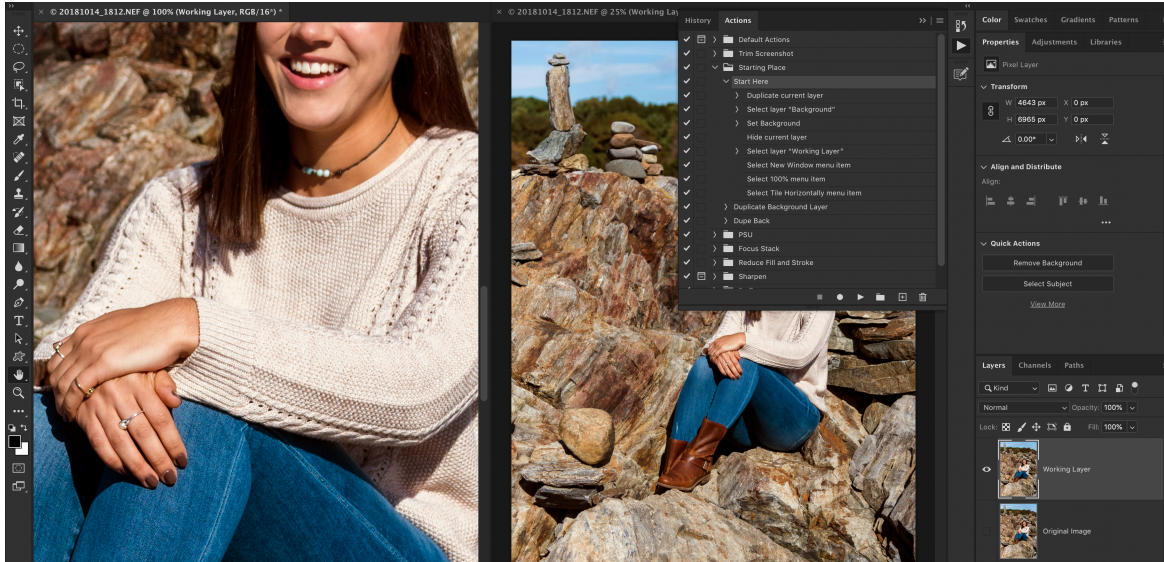 © 20181014_1812.NEF @ 100% (Working Layer, RGB/16*) *
© 20181014_1812.NEF @ 25% (Working Lay
History
Actions
Default Actions
Trim Screenshot
Starting Place
Start Here
Duplicate current layer
Select layer "Background"
Set Background
Hide current layer
Select layer "Working Layer"
Select New Window menu item
Select 100% menu item
Select Tile Horizontally menu item
Duplicate Background Layer
Dupe Back
PSU
Focus Stack
Reduce Fill and Stroke
Sharpen
Color Swatches Gradients Patterns
Properties Adjustments Libraries
Pixel Layer
Transform
W 4643 px X 0 px
H 6965 px Y 0 px
0.00°
Align and Distribute
Align:
Quick Actions
Remove Background
Select Subject
View More
Layers Channels Paths
Kind
Normal Opacity: 100%
Lock: Fill: 100%
Working Layer
Original Image